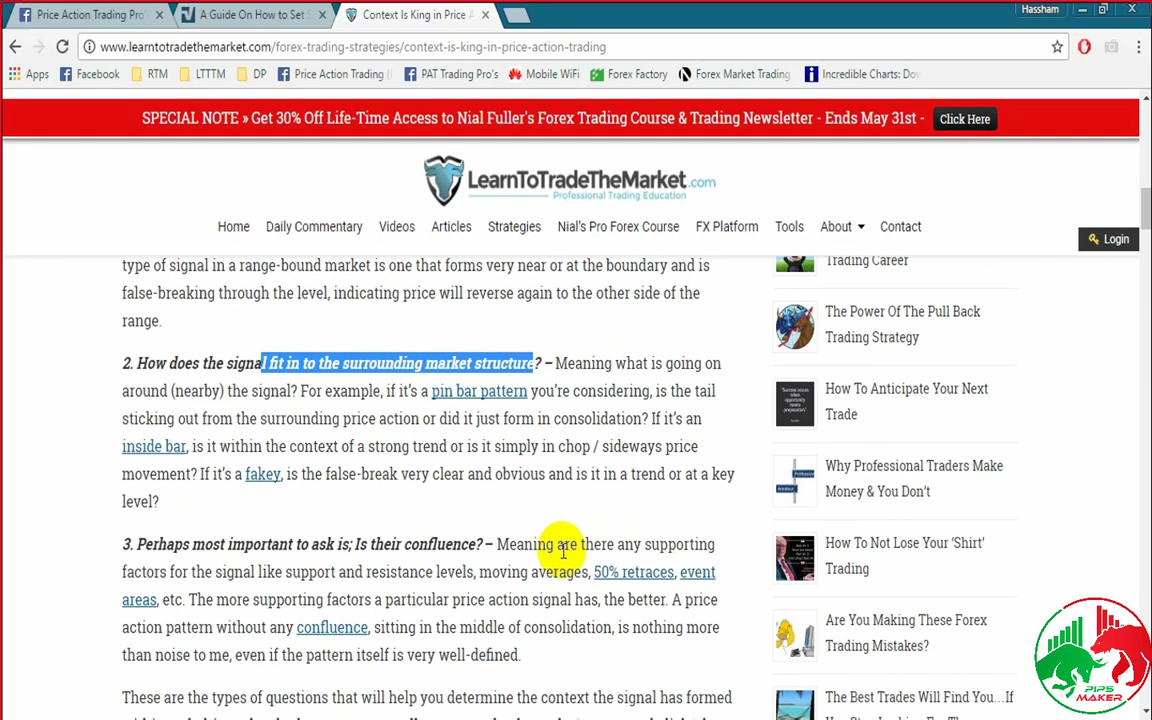 Price Action Trading Pro
A Guide On How to Set
Context Is King in Price A
Hassham
www.learntotradethemarket.com/forex-trading-strategies/context-is-king-in-price-action-trading
Apps
Facebook
RTM
LTTTM
DP
Price Action Trading (
PAT Trading Pro's
Mobile WiFi
Forex Factory
Forex Market Trading
Incredible Charts: Do
SPECIAL NOTE » Get 30% Off Life-Time Access to Nial Fuller's Forex Trading Course & Trading Newsletter - Ends May 31st -
Click Here
LearnToTradeTheMarket.com
Professional Trading Education
Home
Daily Commentary
Videos
Articles
Strategies
Nial's Pro Forex Course
FX Platform
Tools
About
Contact
Login
type of signal in a range-bound market is one that forms very near or at the boundary and is
false-breaking through the level, indicating price will reverse again to the other side of the
range.
2. How does the signal fit in to the surrounding market structure? – Meaning what is going on
around (nearby) the signal? For example, if it's a pin bar pattern you're considering, is the tail
sticking out from the surrounding price action or did it just form in consolidation? If it's an
inside bar, is it within the context of a strong trend or is it simply in chop / sideways price
movement? If it's a fakey, is the false-break very clear and obvious and is it in a trend or at a key
level?
3. Perhaps most important to ask is; Is their confluence? – Meaning are there any supporting
factors for the signal like support and resistance levels, moving averages, 50% retraces, event
areas, etc. The more supporting factors a particular price action signal has, the better. A price
action pattern without any confluence, sitting in the middle of consolidation, is nothing more
than noise to me, even if the pattern itself is very well-defined.
These are the types of questions that will help you determine the context the signal has formed
Trading Career
The Power Of The Pull Back
Trading Strategy
How To Anticipate Your Next
Trade
Why Professional Traders Make
Money & You Don't
How To Not Lose Your 'Shirt'
Trading
Are You Making These Forex
Trading Mistakes?
The Best Trades Will Find You...If
PIPS
MAKER